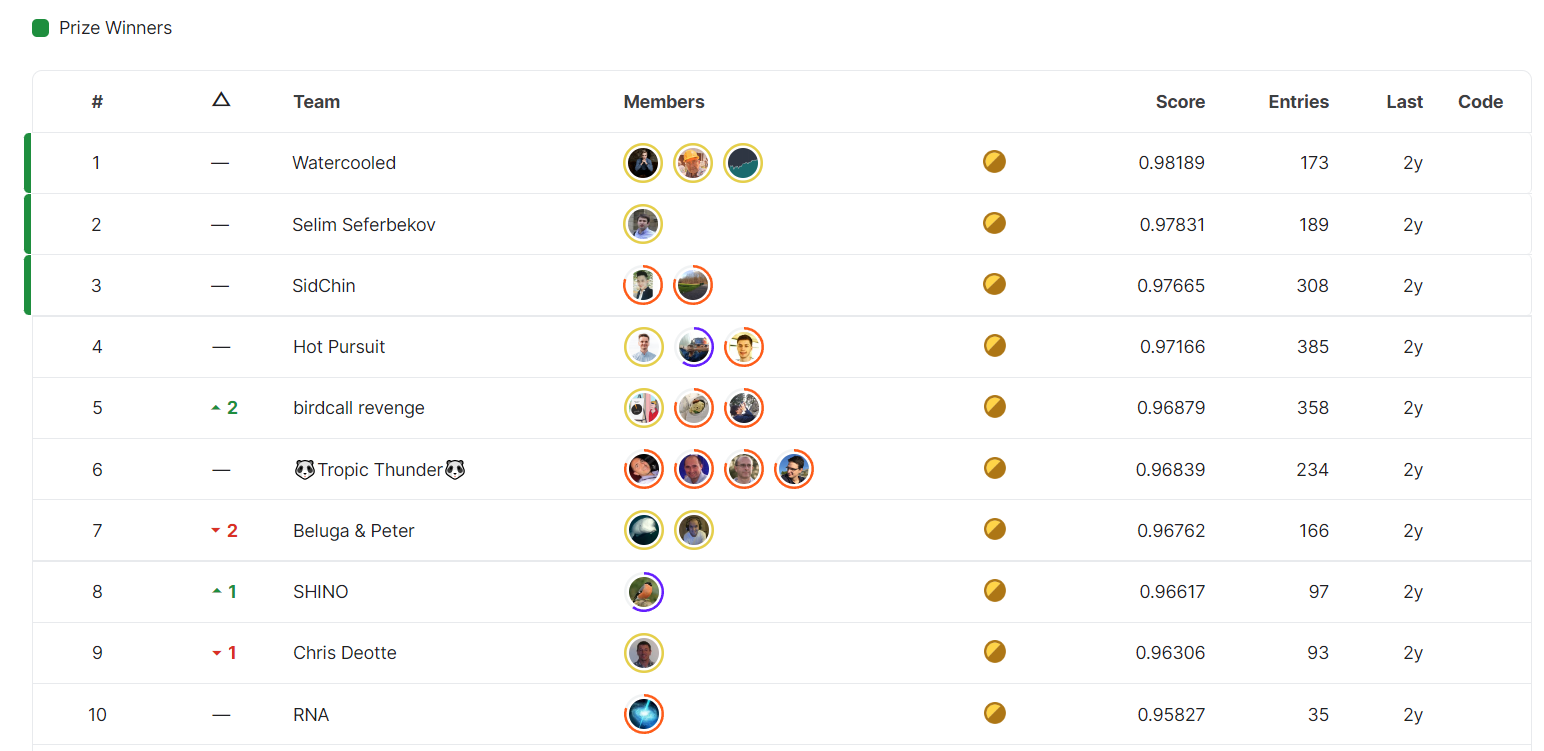 Prize Winners
# △ Team Members Score Entries Last Code
1 — Watercooled 0.98189 173 2y
2 — Selim Seferbekov 0.97831 189 2y
3 — SidChin 0.97665 308 2y
4 — Hot Pursuit 0.97166 385 2y
5 ▲ 2 birdcall revenge 0.96879 358 2y
6 — 🐼Tropic Thunder🐼 0.96839 234 2y
7 ▼ 2 Beluga & Peter 0.96762 166 2y
8 ▲ 1 SHINO 0.96617 97 2y
9 ▼ 1 Chris Deotte 0.96306 93 2y
10 — RNA 0.95827 35 2y